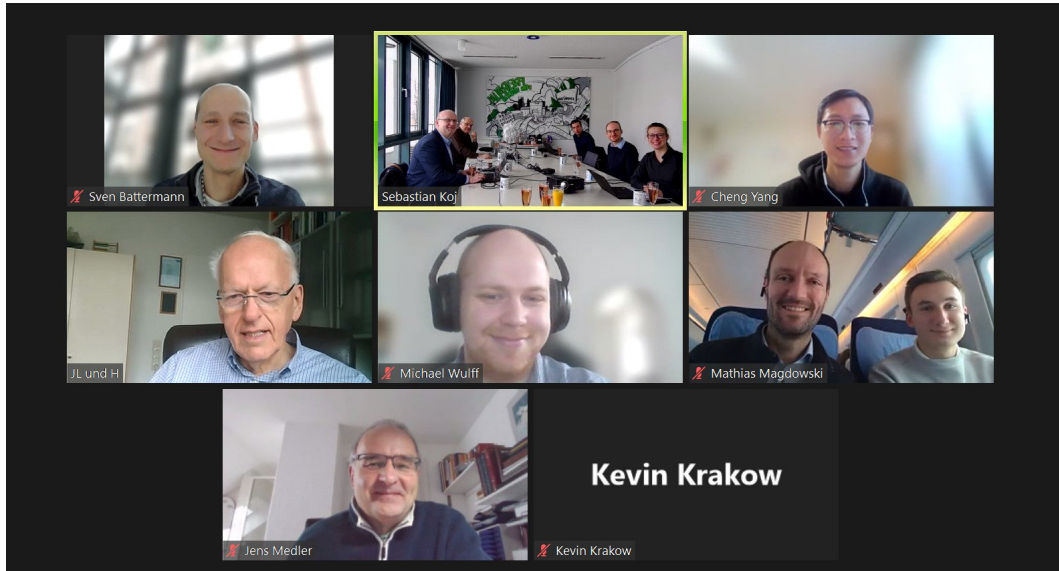 Sven Battermann
Sebastian Koj
Cheng Yang
JL und H
Michael Wulff
Mathias Magdowski
Jens Medler
Kevin Krakow
Kevin Krakow